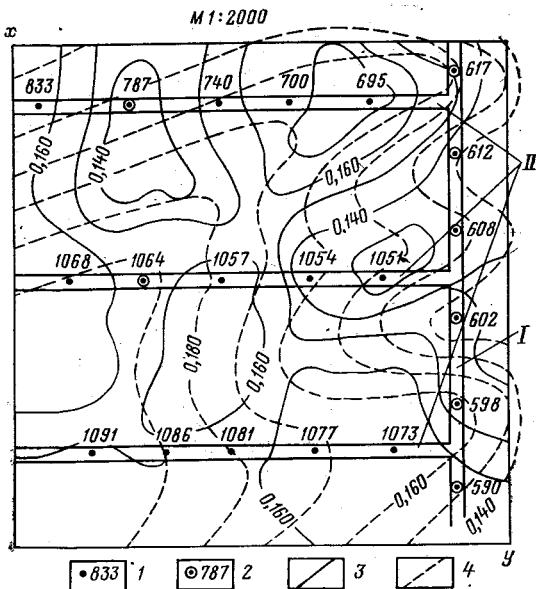 М 1:2000
x
833 787 740 700 695 617
0,160 0,140 0,160 612 II
0,140 608
1068 1064 1057 1054 1051
602
0,180 0,160 I
598
1091 1086 1081 1077 1073
590
0,160 0,160 0,140
y
833 1 787 2 3 4